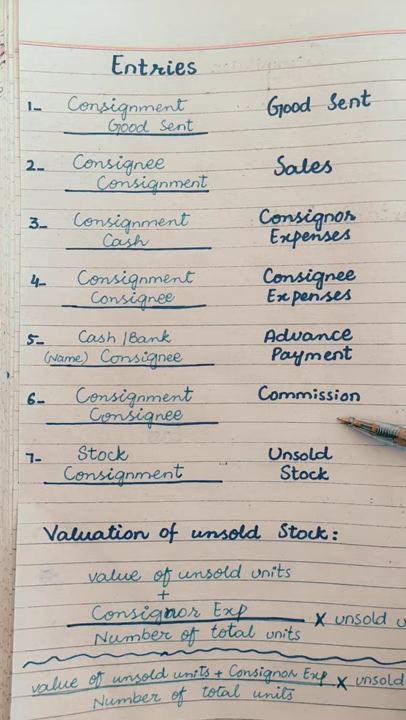 Entries
1- Consignment Good Sent
Good Sent
2- Consignee Sales
Consignment
3- Consignment Consignor
Cash Expenses
4- Consignment Consignee
Consignee Expenses
5- Cash / Bank Advance
(Name) Consignee Payment
6- Consignment Commission
Consignee
7- Stock Unsold
Consignment Stock
Valuation of unsold Stock:
value of unsold units
+
Consignor Exp X unsold u
Number of total units
value of unsold units + Consignor Exp X unsold
Number of total units